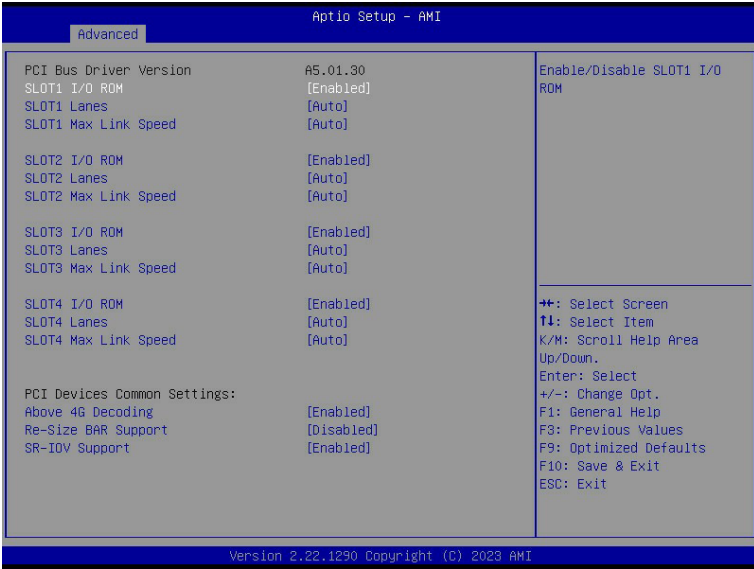 Aptio Setup – AMI
Advanced
PCI Bus Driver Version A5.01.30
SLOT1 I/O ROM [Enabled]
SLOT1 Lanes [Auto]
SLOT1 Max Link Speed [Auto]
SLOT2 I/O ROM [Enabled]
SLOT2 Lanes [Auto]
SLOT2 Max Link Speed [Auto]
SLOT3 I/O ROM [Enabled]
SLOT3 Lanes [Auto]
SLOT3 Max Link Speed [Auto]
SLOT4 I/O ROM [Enabled]
SLOT4 Lanes [Auto]
SLOT4 Max Link Speed [Auto]
PCI Devices Common Settings:
Above 4G Decoding [Enabled]
Re-Size BAR Support [Disabled]
SR-IOV Support [Enabled]
Enable/Disable SLOT1 I/O
ROM
→←: Select Screen
↑↓: Select Item
K/M: Scroll Help Area
Up/Down.
Enter: Select
+/-: Change Opt.
F1: General Help
F3: Previous Values
F9: Optimized Defaults
F10: Save & Exit
ESC: Exit
Version 2.22.1290 Copyright (C) 2023 AMI